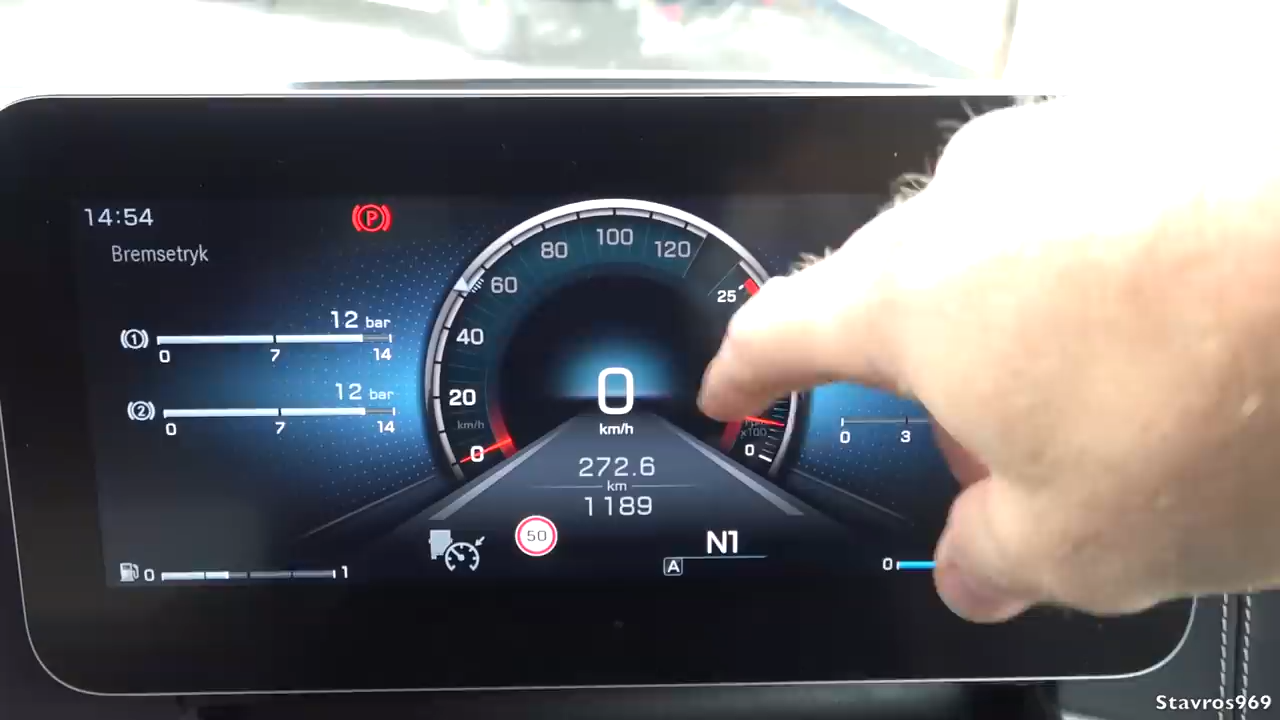 14:54
P
Bremsetryk
1
12 bar
0 7 14
2
12 bar
0 7 14
0 20 40 60 80 100 120
km/h
25
x100
0
0
km/h
272.6
km
1189
50
N1
A
0 1
0 3
0
Stavros969